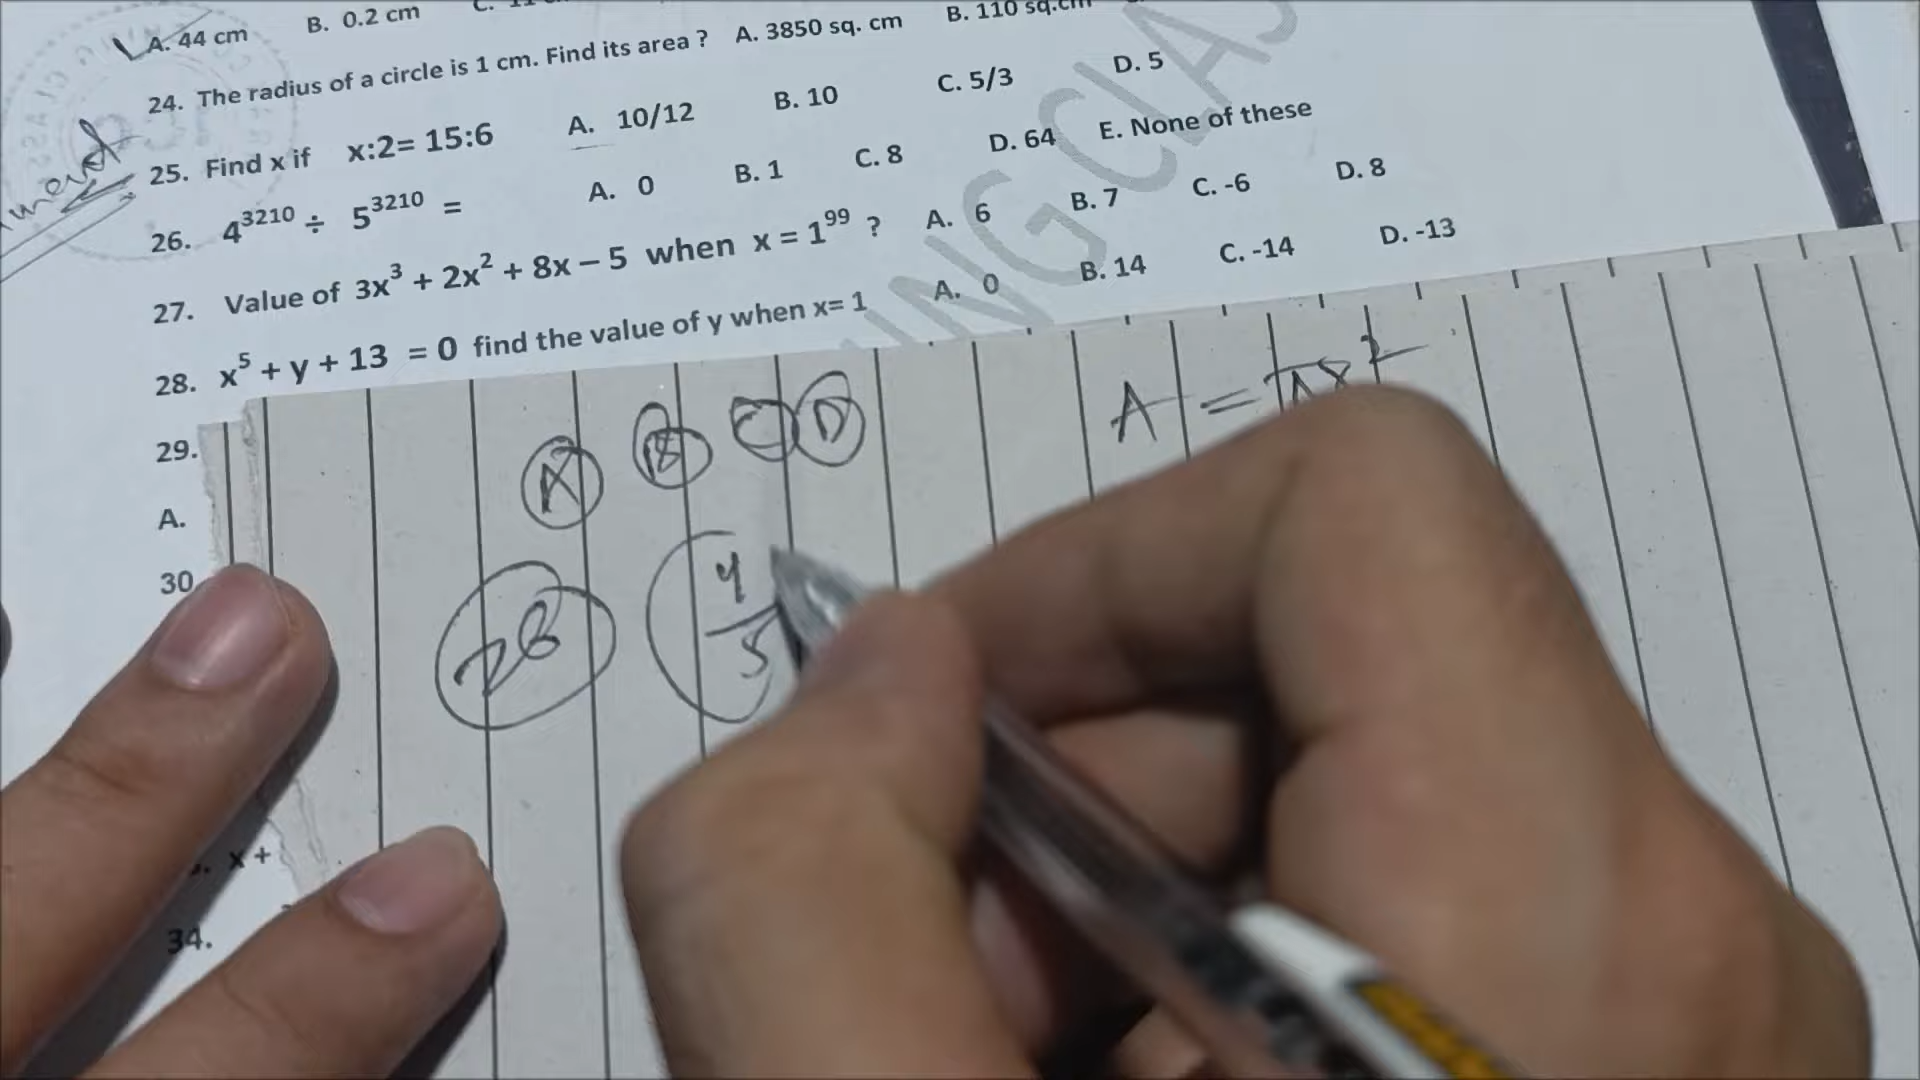 A. 44 cm B. 0.2 cm C. 11
24. The radius of a circle is 1 cm. Find its area ? A. 3850 sq. cm B. 110 sq.cm
25. Find x if x:2= 15:6 A. 10/12 B. 10 C. 5/3 D. 5
26. 4³²¹⁰ ÷ 5³²¹⁰ = A. 0 B. 1 C. 8 D. 64 E. None of these
27. Value of 3x³ + 2x² + 8x – 5 when x = 1⁹⁹ ? A. 6 B. 7 C. -6 D. 8
28. x⁵ + y + 13 = 0 find the value of y when x= 1 A. 0 B. 14 C. -14 D. -13
29.
A.
30
x +
34.
A B C D
A =
26 4/5
NG CLAS